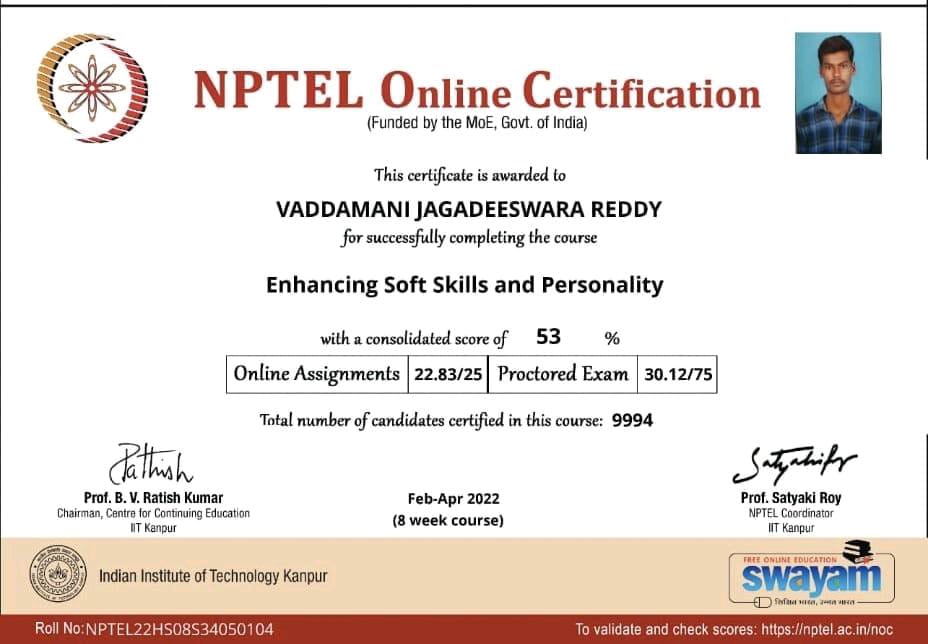 NPTEL Online Certification
(Funded by the MoE, Govt. of India)
This certificate is awarded to
VADDAMANI JAGADEESWARA REDDY
for successfully completing the course
Enhancing Soft Skills and Personality
with a consolidated score of 53 %
Online Assignments 22.83/25 Proctored Exam 30.12/75
Total number of candidates certified in this course: 9994
Prof. B. V. Ratish Kumar
Chairman, Centre for Continuing Education
IIT Kanpur
Feb-Apr 2022
(8 week course)
Prof. Satyaki Roy
NPTEL Coordinator
IIT Kanpur
Indian Institute of Technology Kanpur
FREE ONLINE EDUCATION
swayam
शिक्षित भारत, उन्नत भारत
Roll No:NPTEL22HS08S34050104
To validate and check scores: https://nptel.ac.in/noc